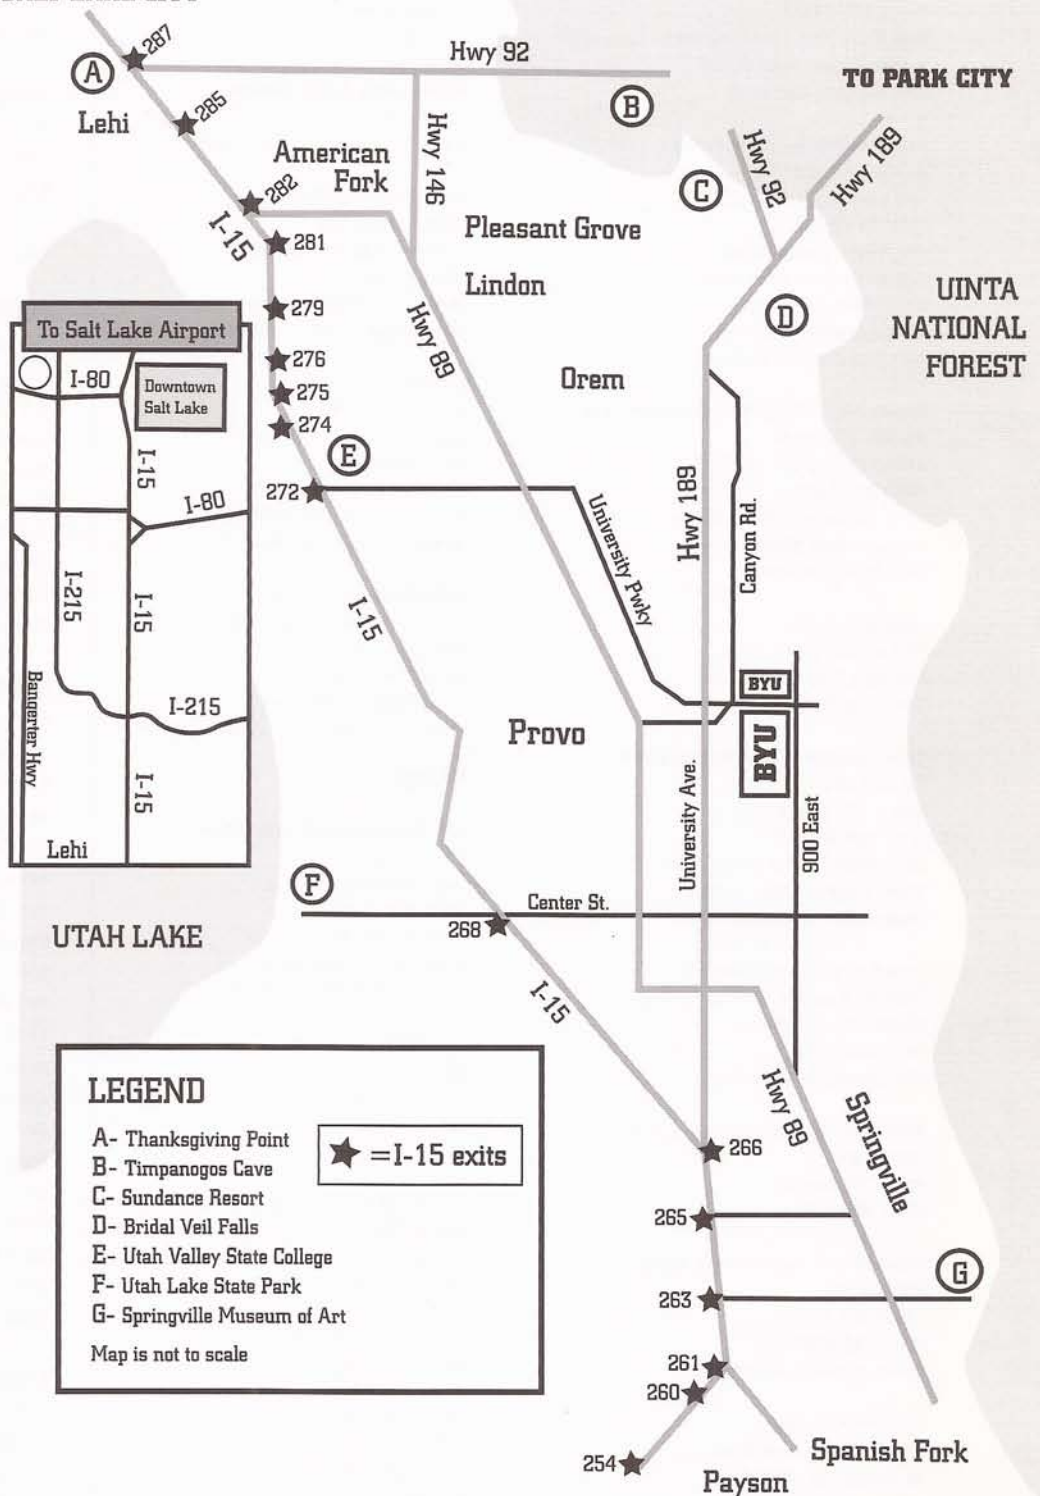 287
Hwy 92
A
TO PARK CITY
B
Lehi
285
Hwy 146
Hwy 92
Hwy 189
American
Fork
C
282
I-15
Pleasant Grove
281
Lindon
UINTA
NATIONAL
FOREST
279
D
Hwy 89
To Salt Lake Airport
276
I-80
Downtown
Salt Lake
275
Orem
274
E
I-15
272
Hwy 189
I-80
University Pwky
Canyon Rd.
I-215
I-15
I-15
Bangerter Hwy
I-215
BYU
Provo
BYU
I-15
University Ave.
900 East
Lehi
F
Center St.
268
UTAH LAKE
I-15
LEGEND
A- Thanksgiving Point
B- Timpanogos Cave
C- Sundance Resort
D- Bridal Veil Falls
E- Utah Valley State College
F- Utah Lake State Park
G- Springville Museum of Art
Map is not to scale
=I-15 exits
Hwy 89
Springville
266
265
G
263
261
260
254
Spanish Fork
Payson